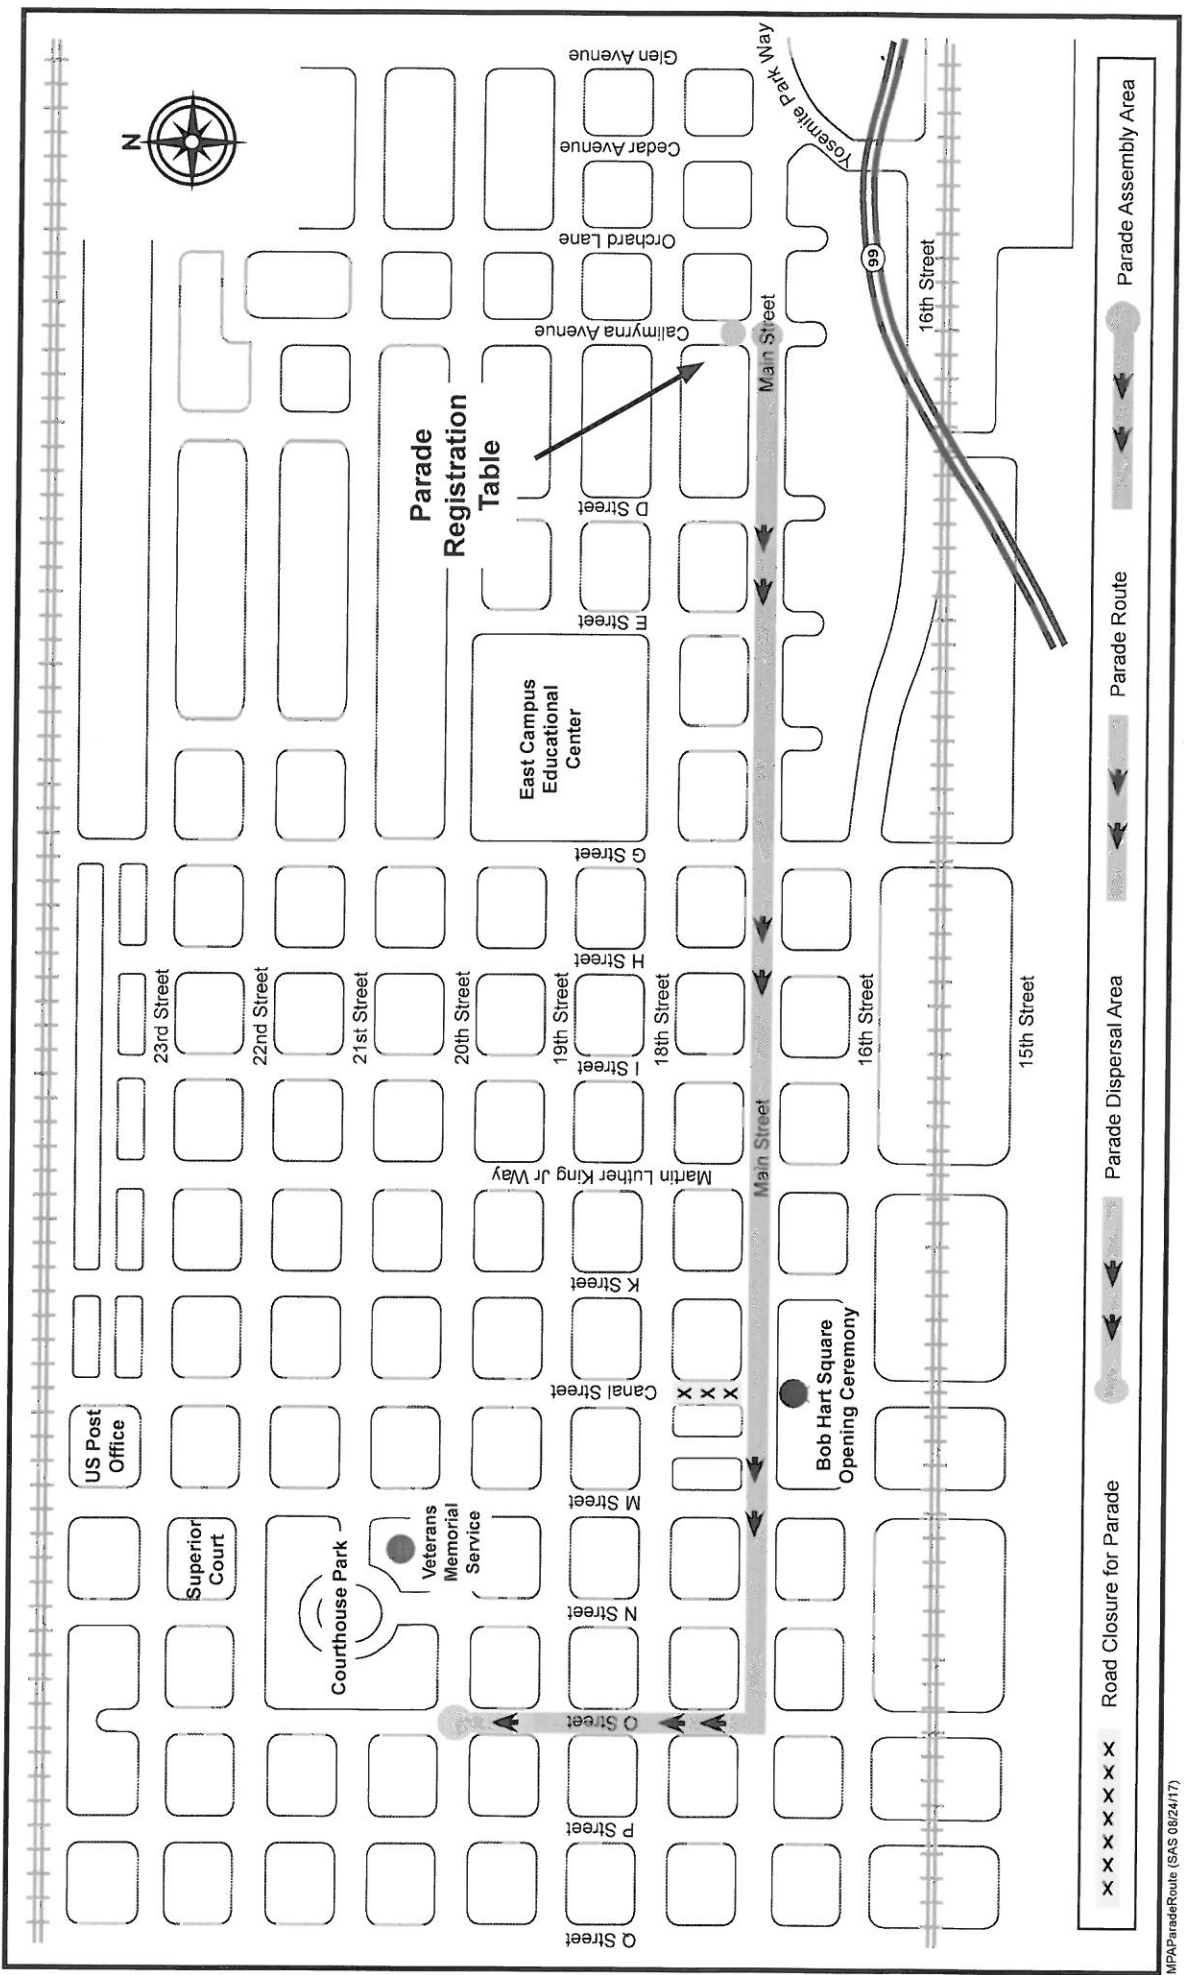 N
Glen Avenue
Cedar Avenue
Orchard Lane
Calimyrna Avenue
Yosemite Park Way
99
16th Street
Main Street
Parade
Registration
Table
D Street
E Street
East Campus
Educational
Center
G Street
H Street
I Street
23rd Street
22nd Street
21st Street
20th Street
19th Street
18th Street
16th Street
15th Street
Main Street
Martin Luther King Jr Way
K Street
Canal Street
X X X
Bob Hart Square
Opening Ceremony
US Post
Office
M Street
Superior
Court
Courthouse Park
Veterans
Memorial
Service
N Street
O Street
P Street
Q Street
X X X X X X X Road Closure for Parade
Parade Dispersal Area
Parade Route
Parade Assembly Area
MPAParadeRoute (SAS 08/24/17)